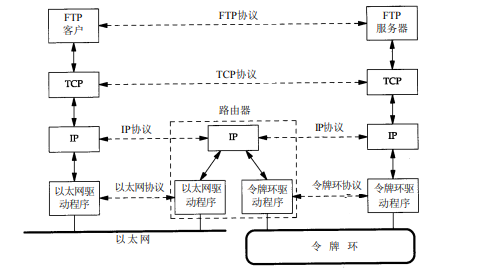 FTP
客户
FTP协议
FTP
服务器
TCP
TCP协议
TCP
路由器
IP
IP协议
IP
IP协议
IP
以太网驱
动程序
以太网协议
以太网驱
动程序
令牌环驱
动程序
令牌环协议
令牌环驱
动程序
以太网
令牌环